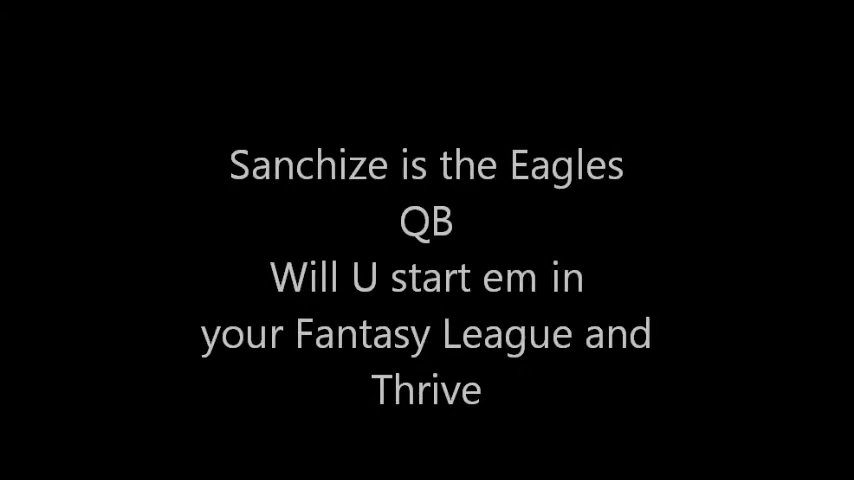 Sanchize is the Eagles
QB
Will U start em in
your Fantasy League and
Thrive